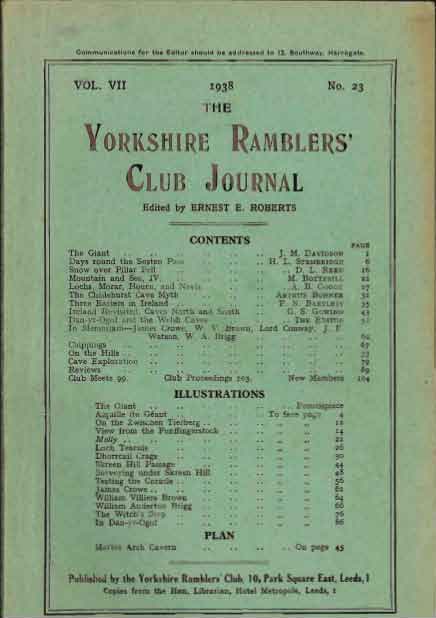 Communications for the Editor should be addressed to 12, Southway, Harrogate.
VOL. VII 1938 No. 23
THE
YORKSHIRE RAMBLERS'
CLUB JOURNAL
Edited by ERNEST E. ROBERTS
CONTENTS
PAGE
The Giant .. .. .. .. .. J. M. DAVIDSON 1
Days round the Sexten Pass .. .. H. L. STEMBRIDGE 6
Snow over Pillar Fell .. .. .. D. L. REED 16
Mountain and Sea, IV. .. .. .. M. BOTTERILL 21
Lochs, Morar, Hourn, and Nevis .. .. A. B. 27
The Chislehurst Cave Myth .. .. ARTHUR BONNER 31
Three Easters in Ireland .. .. F. N. BARTLETT 35
Ireland Revisited, Caves North and South G. S. GOWING 43
Dan-yr-Ogof and the Welsh Caves .. .. THE EDITOR
In Memoriam—James Crowe, W. V. Brown, Lord Conway, J. F.
Watson, W. A. Brigg .. .. .. ..
Chippings .. .. .. .. .. .. 67
On the Hills .. .. .. .. .. ..
Cave Exploration .. .. .. .. .. 79
Reviews .. .. .. .. .. .. 89
Club Meets 99. Club Proceedings 103. New Members 104
ILLUSTRATIONS
The Giant .. .. .. .. .. Frontispiece
Aiguille du Géant .. .. .. To face page 4
On the Zwischen Tierberg .. .. .. 12
View from the Fünffingerstock .. .. .. 14
Molly .. .. .. .. .. .. 22
Loch Teacuis .. .. .. .. .. 26
Crags .. .. .. .. .. 30
Skreen Hill Passage .. .. .. .. 44
Surveying under Skreen Hill .. .. .. 48
Testing the Coracle .. .. .. .. 56
James Crowe .. .. .. .. .. 62
William Villiers Brown .. .. .. .. 64
William Anderton Brigg .. .. .. .. 66
The Witch's Step .. .. .. .. 76
In Dan-yr-Ogof .. .. .. .. .. 86
PLAN
Marble Arch Cavern .. .. .. On page 45
Published by the Yorkshire Ramblers' Club, 10, Park Square East, Leeds, 1
Copies from the Hon. Librarian, Hotel Metropole, Leeds, 1